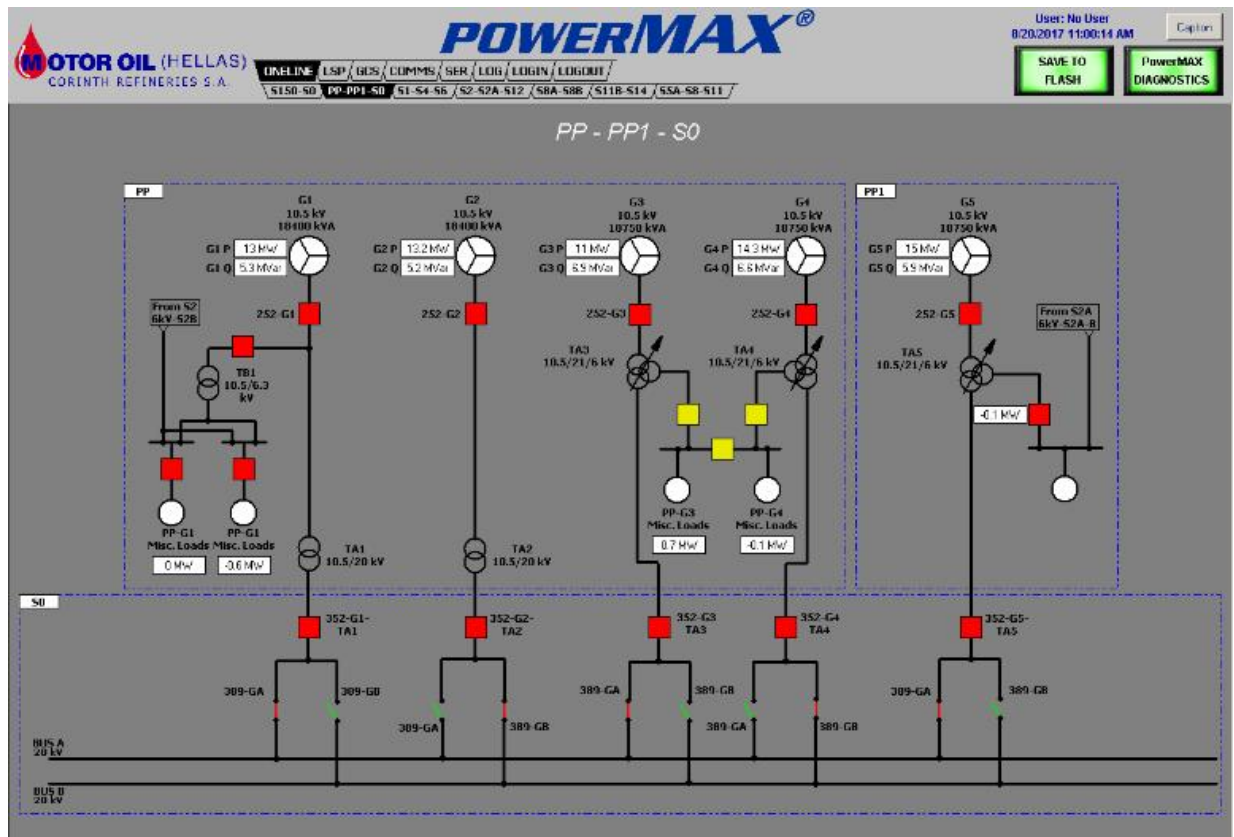 POWERMAX®
User: No User
8/20/2017 11:00:14 AM
Caption
MOTOR OIL (HELLAS)
CORINTH REFINERIES S.A.
SAVE TO
FLASH
PowerMAX
DIAGNOSTICS
ONELINE LSP GCS COMMS SER LOG LOGIN LOGOUT
S150-S0 PP-PP1-S0 S1-S4-S6 S2-S2A-S12 S8A-S8B S11B-S14 S5A-S8-S11
PP - PP1 - S0
PP
PP1
G1
10.5 kV
18400 kVA
G1 P 13 MW
G1 Q 5.3 MVar
G2
10.5 kV
18400 kVA
G2 P 13.2 MW
G2 Q 5.2 MVar
G3
10.5 kV
18750 kVA
G3 P 11 MW
G3 Q 6.9 MVar
G4
10.5 kV
18750 kVA
G4 P 14.3 MW
G4 Q 6.6 MVar
G5
10.5 kV
18750 kVA
G5 P 15 MW
G5 Q 5.9 MVar
From S2
6kV-S2B
252-G1
252-G2
252-G3
252-G4
252-G5
From S2A
6kV-S2A-B
TB1
10.5/6.3
kV
TA3
10.5/21/6 kV
TA4
10.5/21/6 kV
TA5
10.5/21/6 kV
-0.1 MW
PP-G1
Misc. Loads
0 MW
PP-G1
Misc. Loads
-0.6 MW
PP-G3
Misc. Loads
0.7 MW
PP-G4
Misc. Loads
-0.1 MW
TA1
10.5/20 kV
TA2
10.5/20 kV
S0
352-G1-
TA1
352-G2-
TA2
352-G3
TA3
352-G4
TA4
352-G5-
TA5
389-GA
389-GB
389-GA
389-GB
389-GA
389-GB
389-GA
389-GB
389-GA
389-GB
BUS A
20 kV
BUS B
20 kV